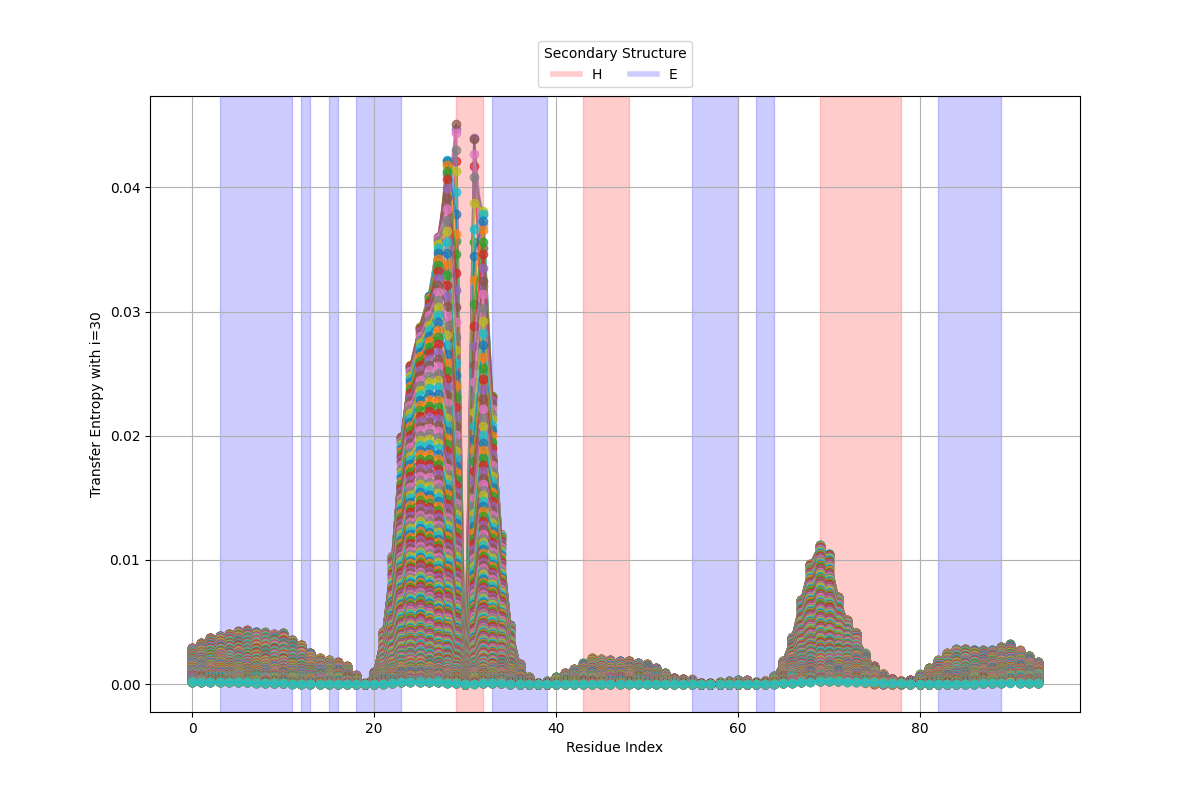 Secondary Structure
H E
Transfer Entropy with i=30
0.04
0.03
0.02
0.01
0.00
0 20 40 60 80
Residue Index